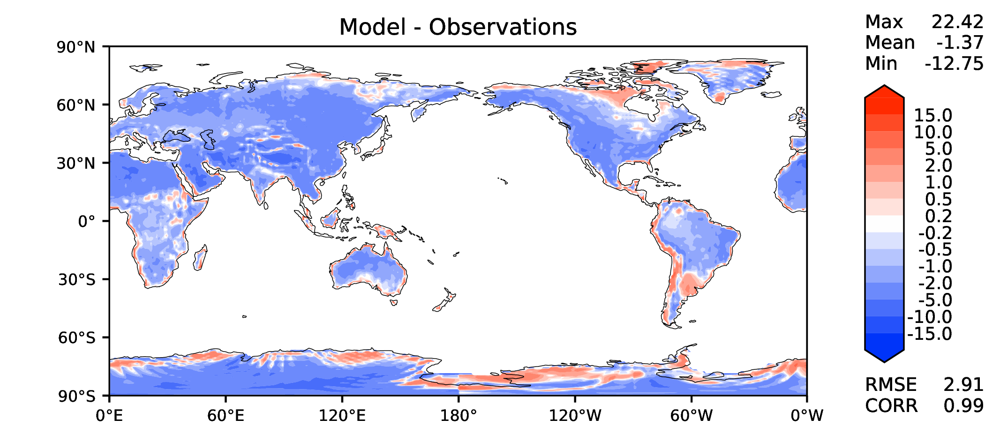 Model - Observations
Max 22.42
Mean -1.37
Min -12.75
90°N
60°N
30°N
0°
30°S
60°S
90°S
0°E 60°E 120°E 180° 120°W 60°W 0°W
15.0
10.0
5.0
2.0
1.0
0.5
0.2
-0.2
-0.5
-1.0
-2.0
-5.0
-10.0
-15.0
RMSE 2.91
CORR 0.99